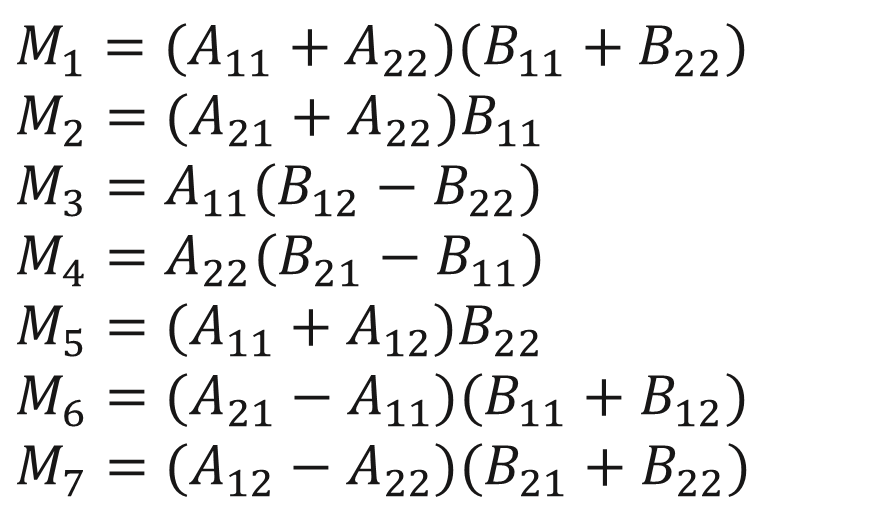 M₁ = (A₁₁ + A₂₂)(B₁₁ + B₂₂)
M₂ = (A₂₁ + A₂₂)B₁₁
M₃ = A₁₁(B₁₂ − B₂₂)
M₄ = A₂₂(B₂₁ − B₁₁)
M₅ = (A₁₁ + A₁₂)B₂₂
M₆ = (A₂₁ − A₁₁)(B₁₁ + B₁₂)
M₇ = (A₁₂ − A₂₂)(B₂₁ + B₂₂)